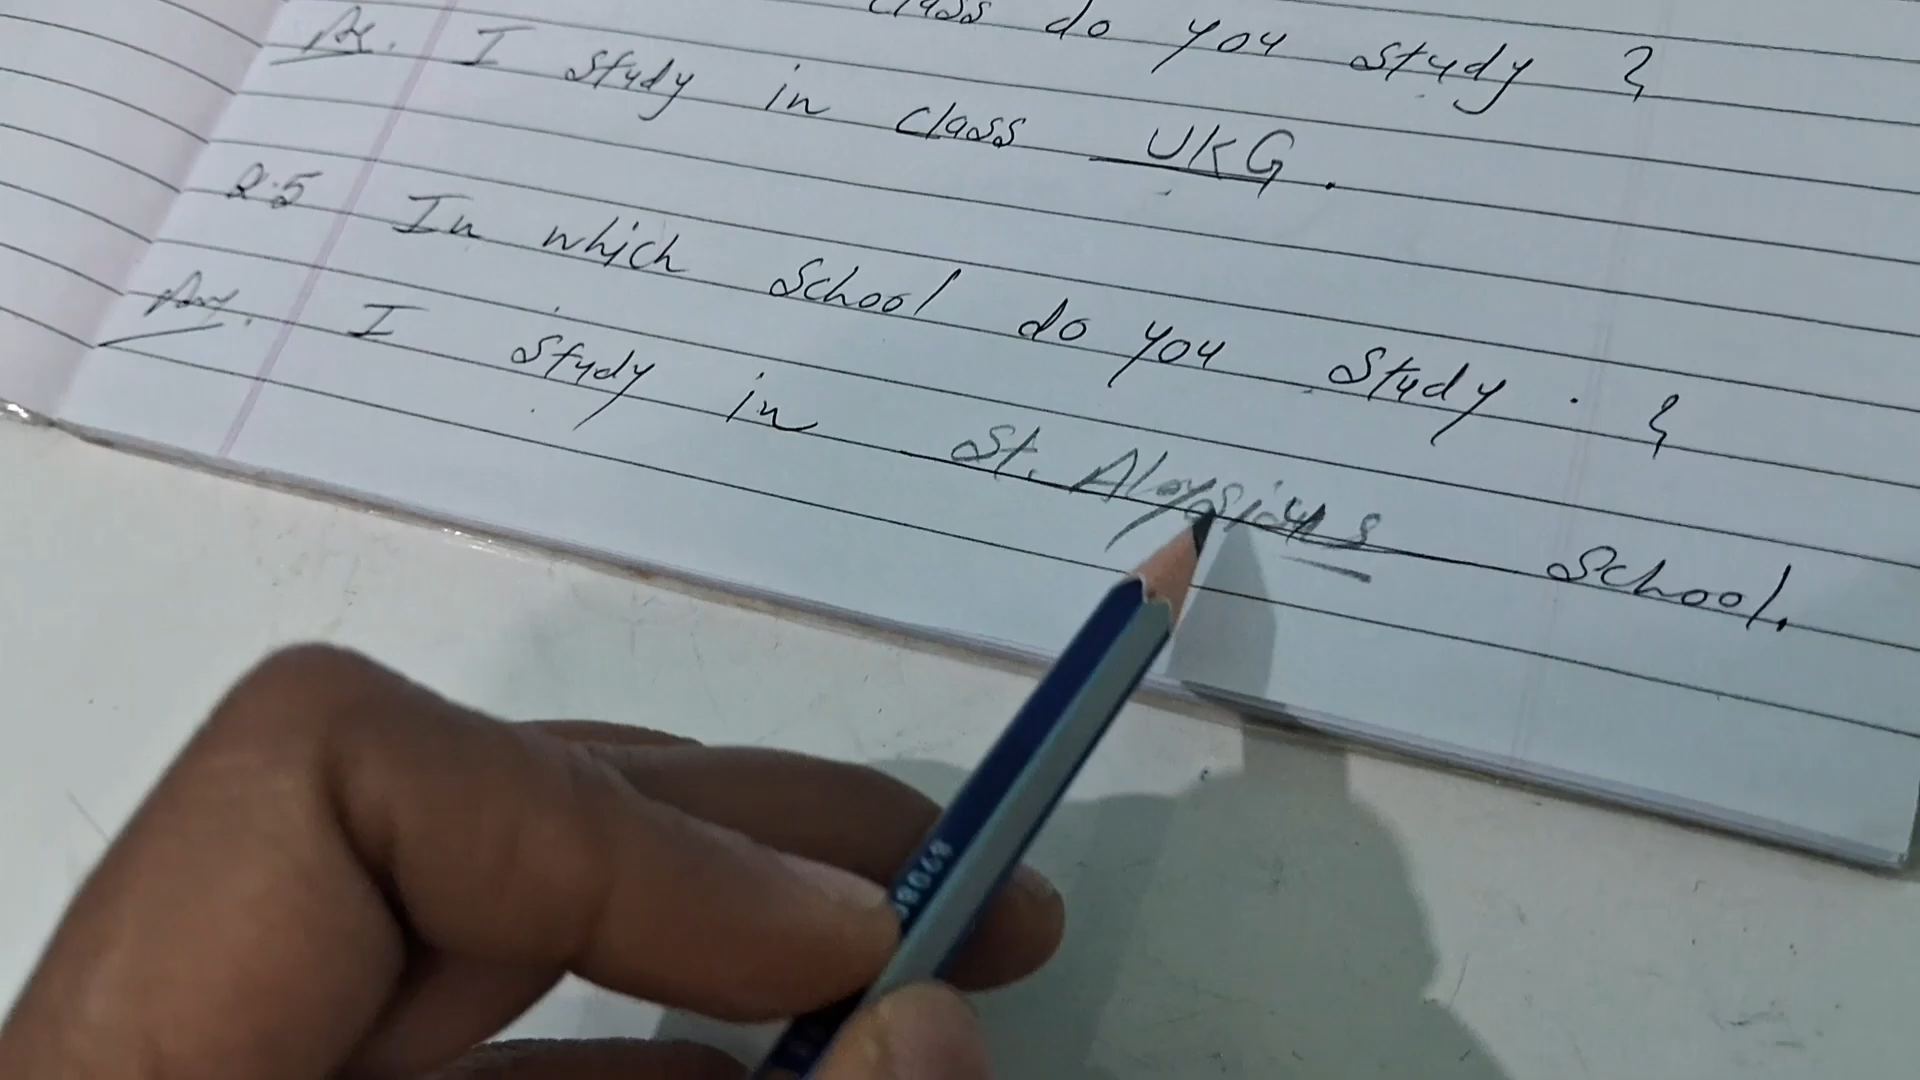 class do you study ?
Ans. I study in class UKG.
Q.5 In which School do you Study . ?
Ans. I study in St. Aloysius School.